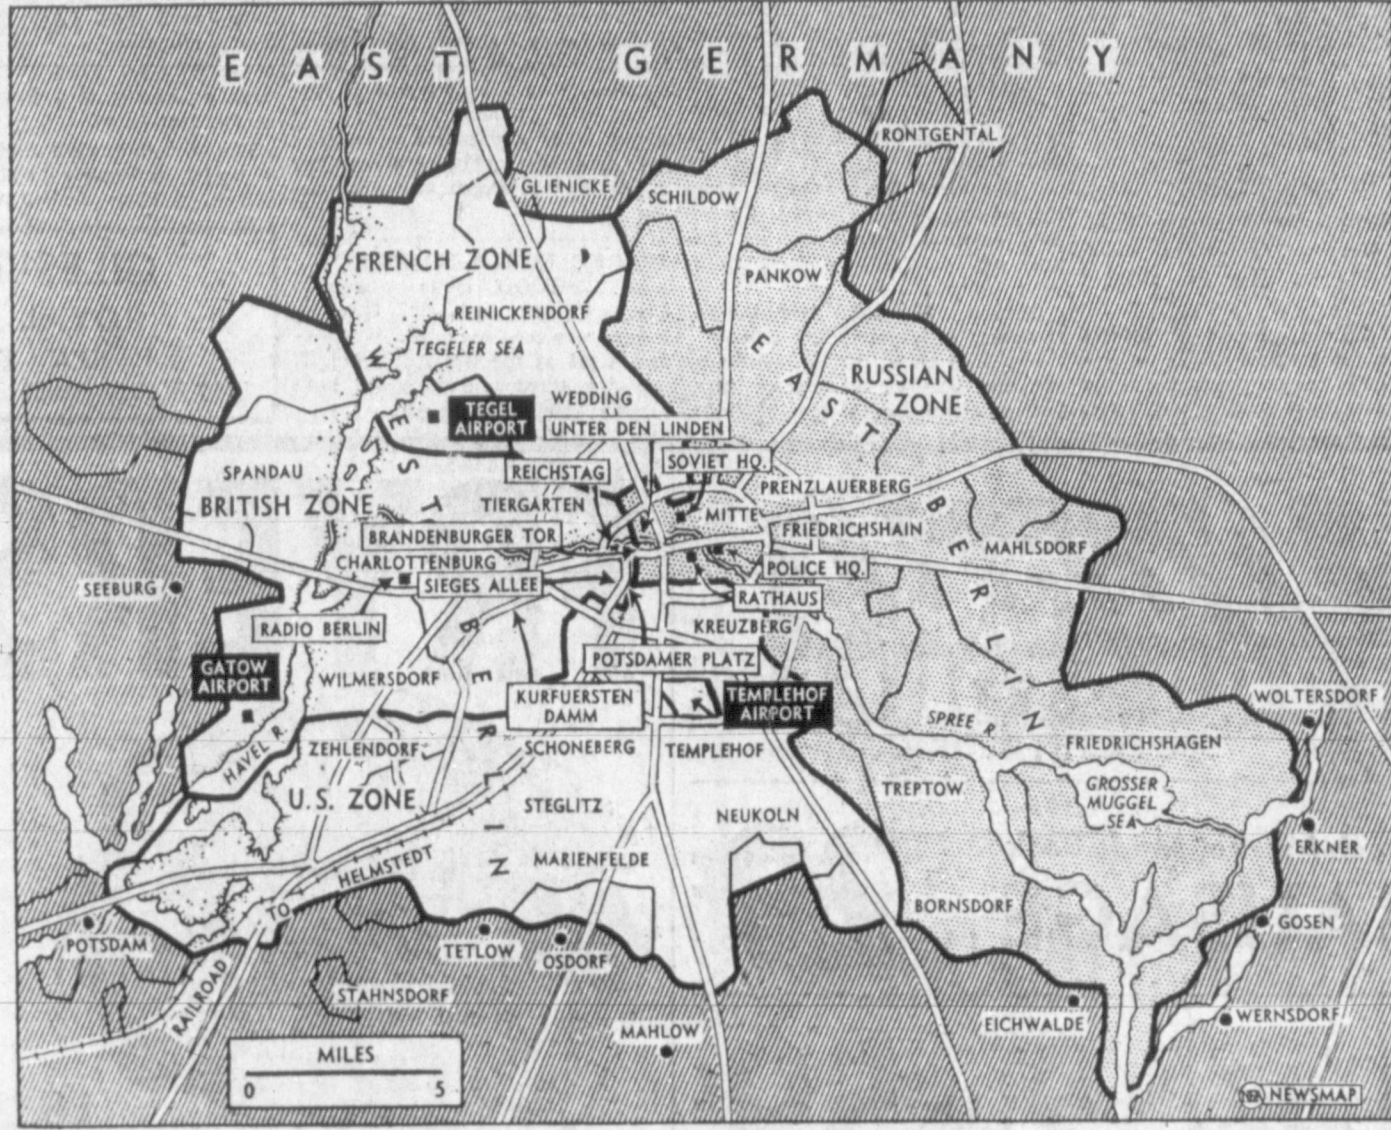 EAST GERMANY
RONTGENTAL
GLIENICKE
SCHILDOW
FRENCH ZONE
PANKOW
REINICKENDORF
TEGELER SEA
WEST BERLIN
EAST BERLIN
RUSSIAN
ZONE
WEDDING
TEGEL
AIRPORT
UNTER DEN LINDEN
SOVIET HQ.
REICHSTAG
SPANDAU
PRENZLAUERBERG
BRITISH ZONE
TIERGARTEN
MITTE
FRIEDRICHSHAIN
BRANDENBURGER TOR
MAHLSDORF
CHARLOTTENBURG
POLICE HQ.
SEEBURG
SIEGES ALLEE
RATHAUS
RADIO BERLIN
KREUZBERG
POTSDAMER PLATZ
GATOW
AIRPORT
WILMERSDORF
KURFUERSTEN
DAMM
TEMPLEHOF
AIRPORT
WOLTERSDORF
HAVEL R.
SPREE R.
ZEHLENDORF
SCHONEBERG
TEMPLEHOF
FRIEDRICHSHAGEN
U.S. ZONE
STEGLITZ
TREPTOW
GROSSER
MUGGEL
SEA
NEUKOLN
ERKNER
MARIENFELDE
RAILROAD TO HELMSTEDT
BORNSDORF
GOSEN
POTSDAM
TETLOW
OSDORF
STAHNSDORF
EICHWALDE
WERNSDORF
MAHLOW
MILES
0 5
NEA NEWSMAP